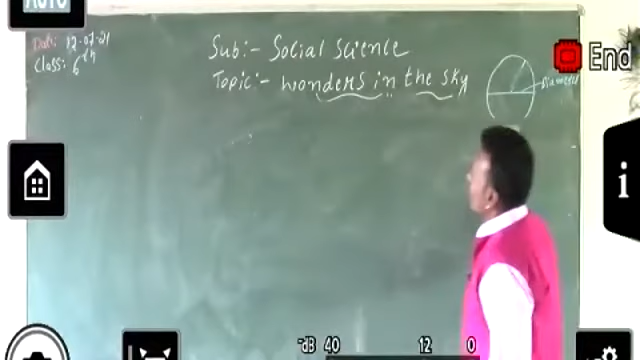 AUTO
Date: 12-07-21
Class: 6th
Sub:- Social Science
Topic:- wonders in the sky
diameter
End
i
-dB 40 12 0